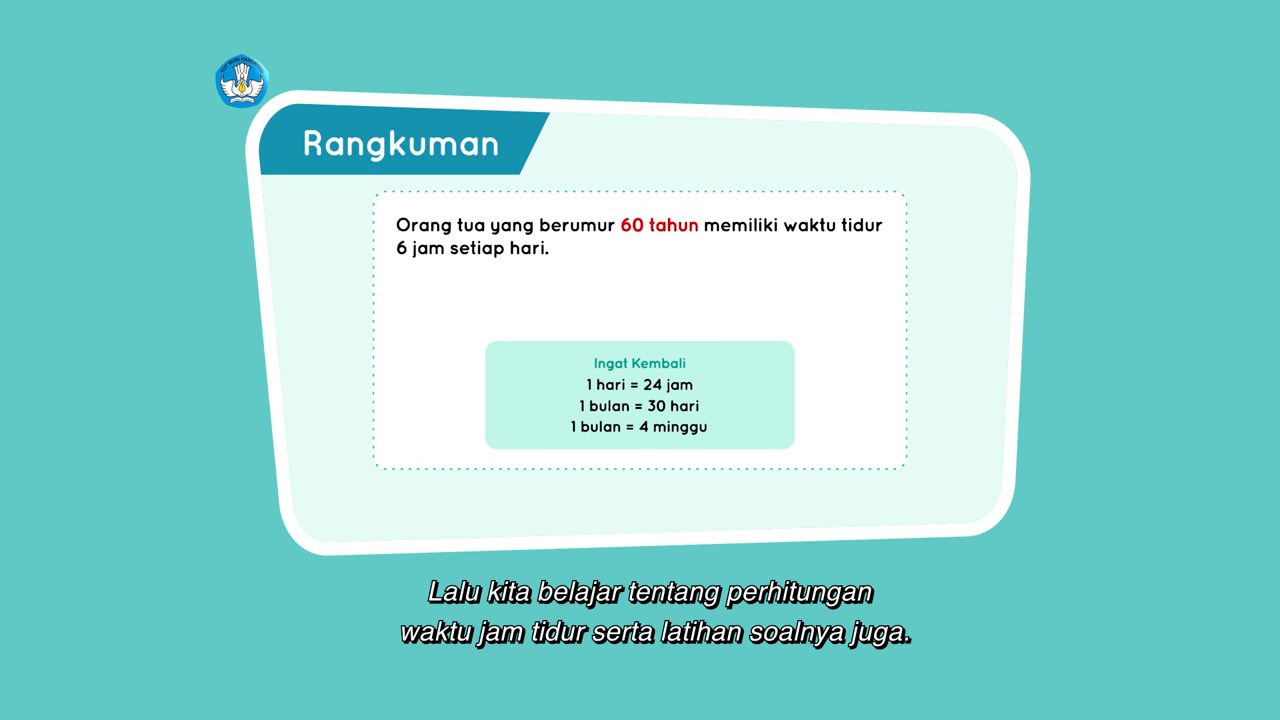 Rangkuman
Orang tua yang berumur 60 tahun memiliki waktu tidur
6 jam setiap hari.
Ingat Kembali
1 hari = 24 jam
1 bulan = 30 hari
1 bulan = 4 minggu
Lalu kita belajar tentang perhitungan
waktu jam tidur serta latihan soalnya juga.